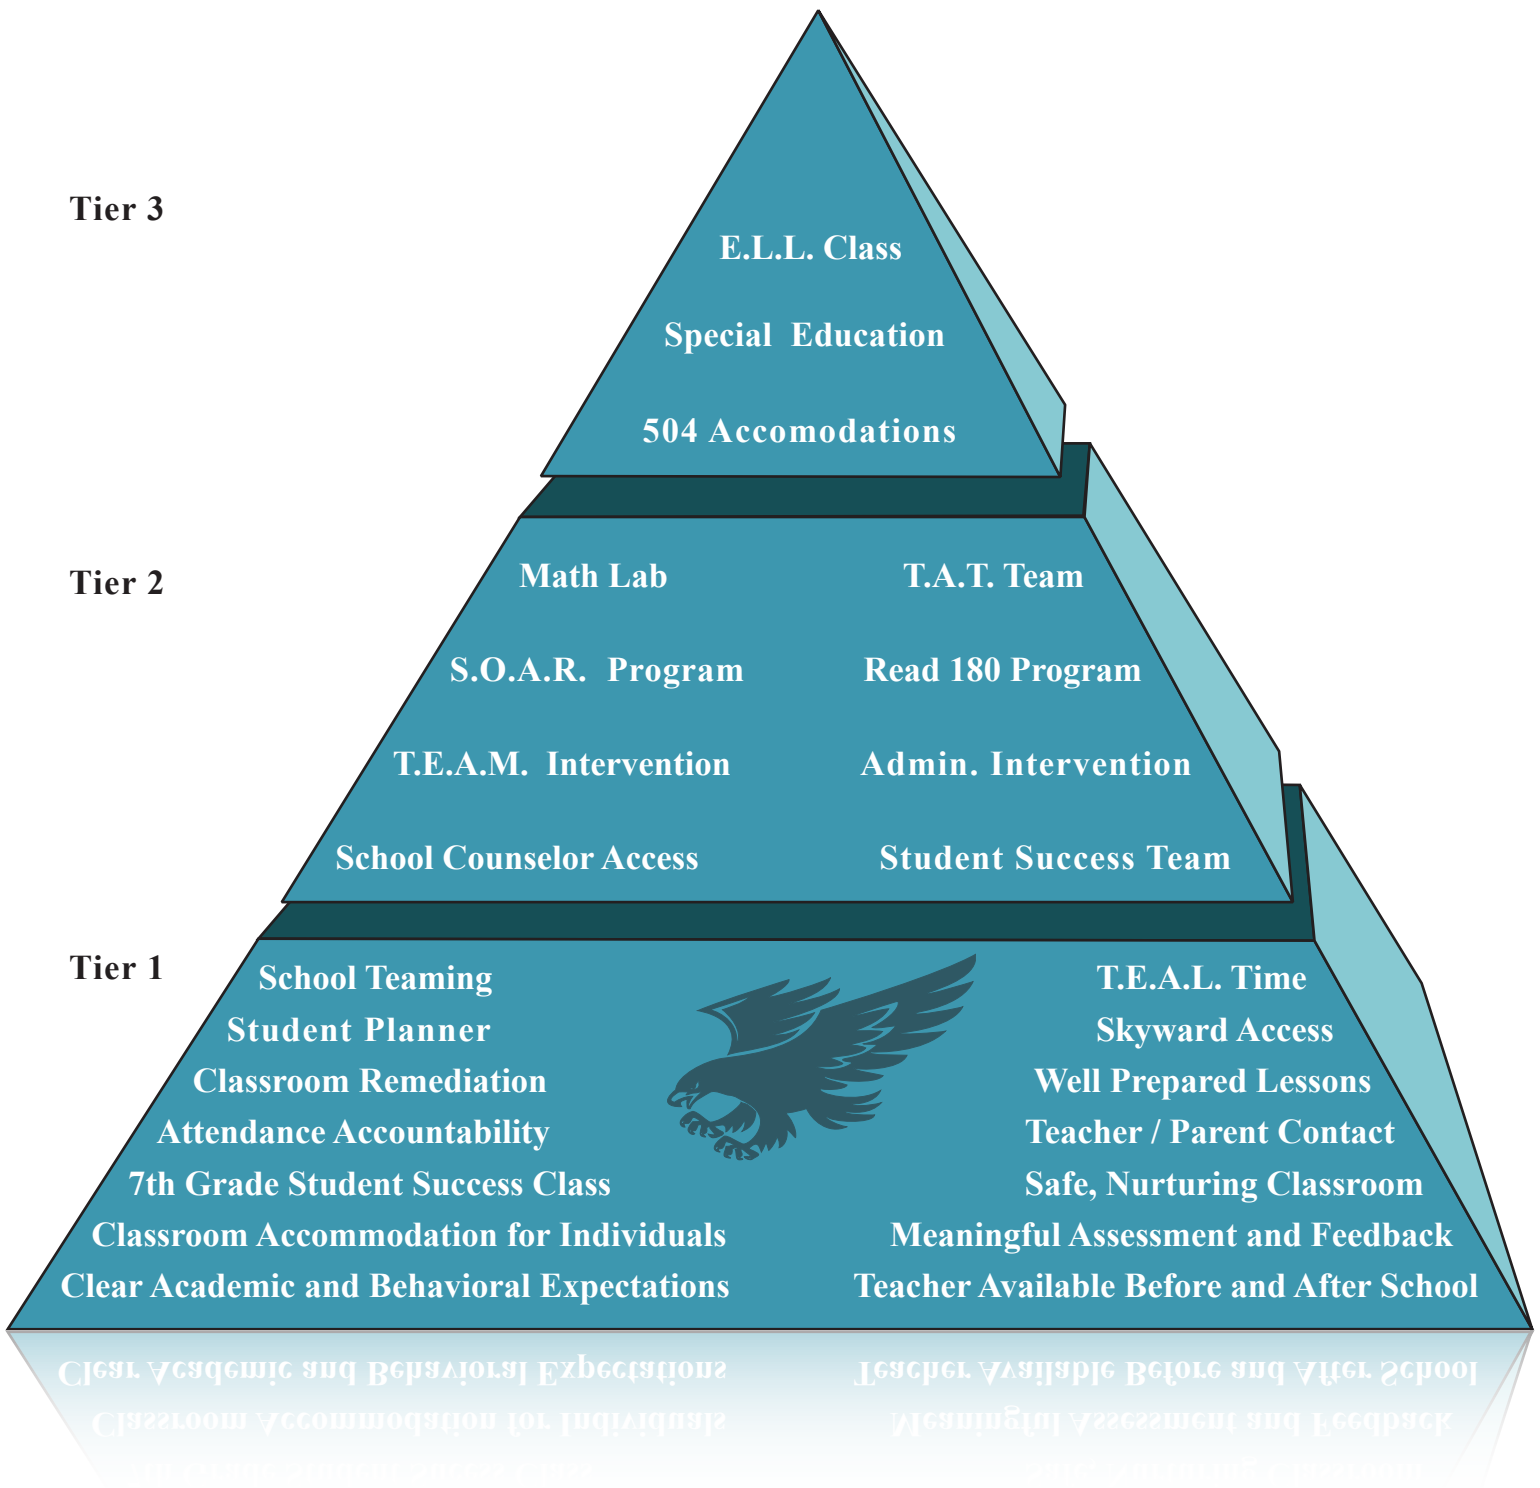 Tier 3
E.L.L. Class
Special Education
504 Accomodations
Tier 2
Math Lab
T.A.T. Team
S.O.A.R. Program
Read 180 Program
T.E.A.M. Intervention
Admin. Intervention
School Counselor Access
Student Success Team
Tier 1
School Teaming
T.E.A.L. Time
Student Planner
Skyward Access
Classroom Remediation
Well Prepared Lessons
Attendance Accountability
Teacher / Parent Contact
7th Grade Student Success Class
Safe, Nurturing Classroom
Classroom Accommodation for Individuals
Meaningful Assessment and Feedback
Clear Academic and Behavioral Expectations
Teacher Available Before and After School